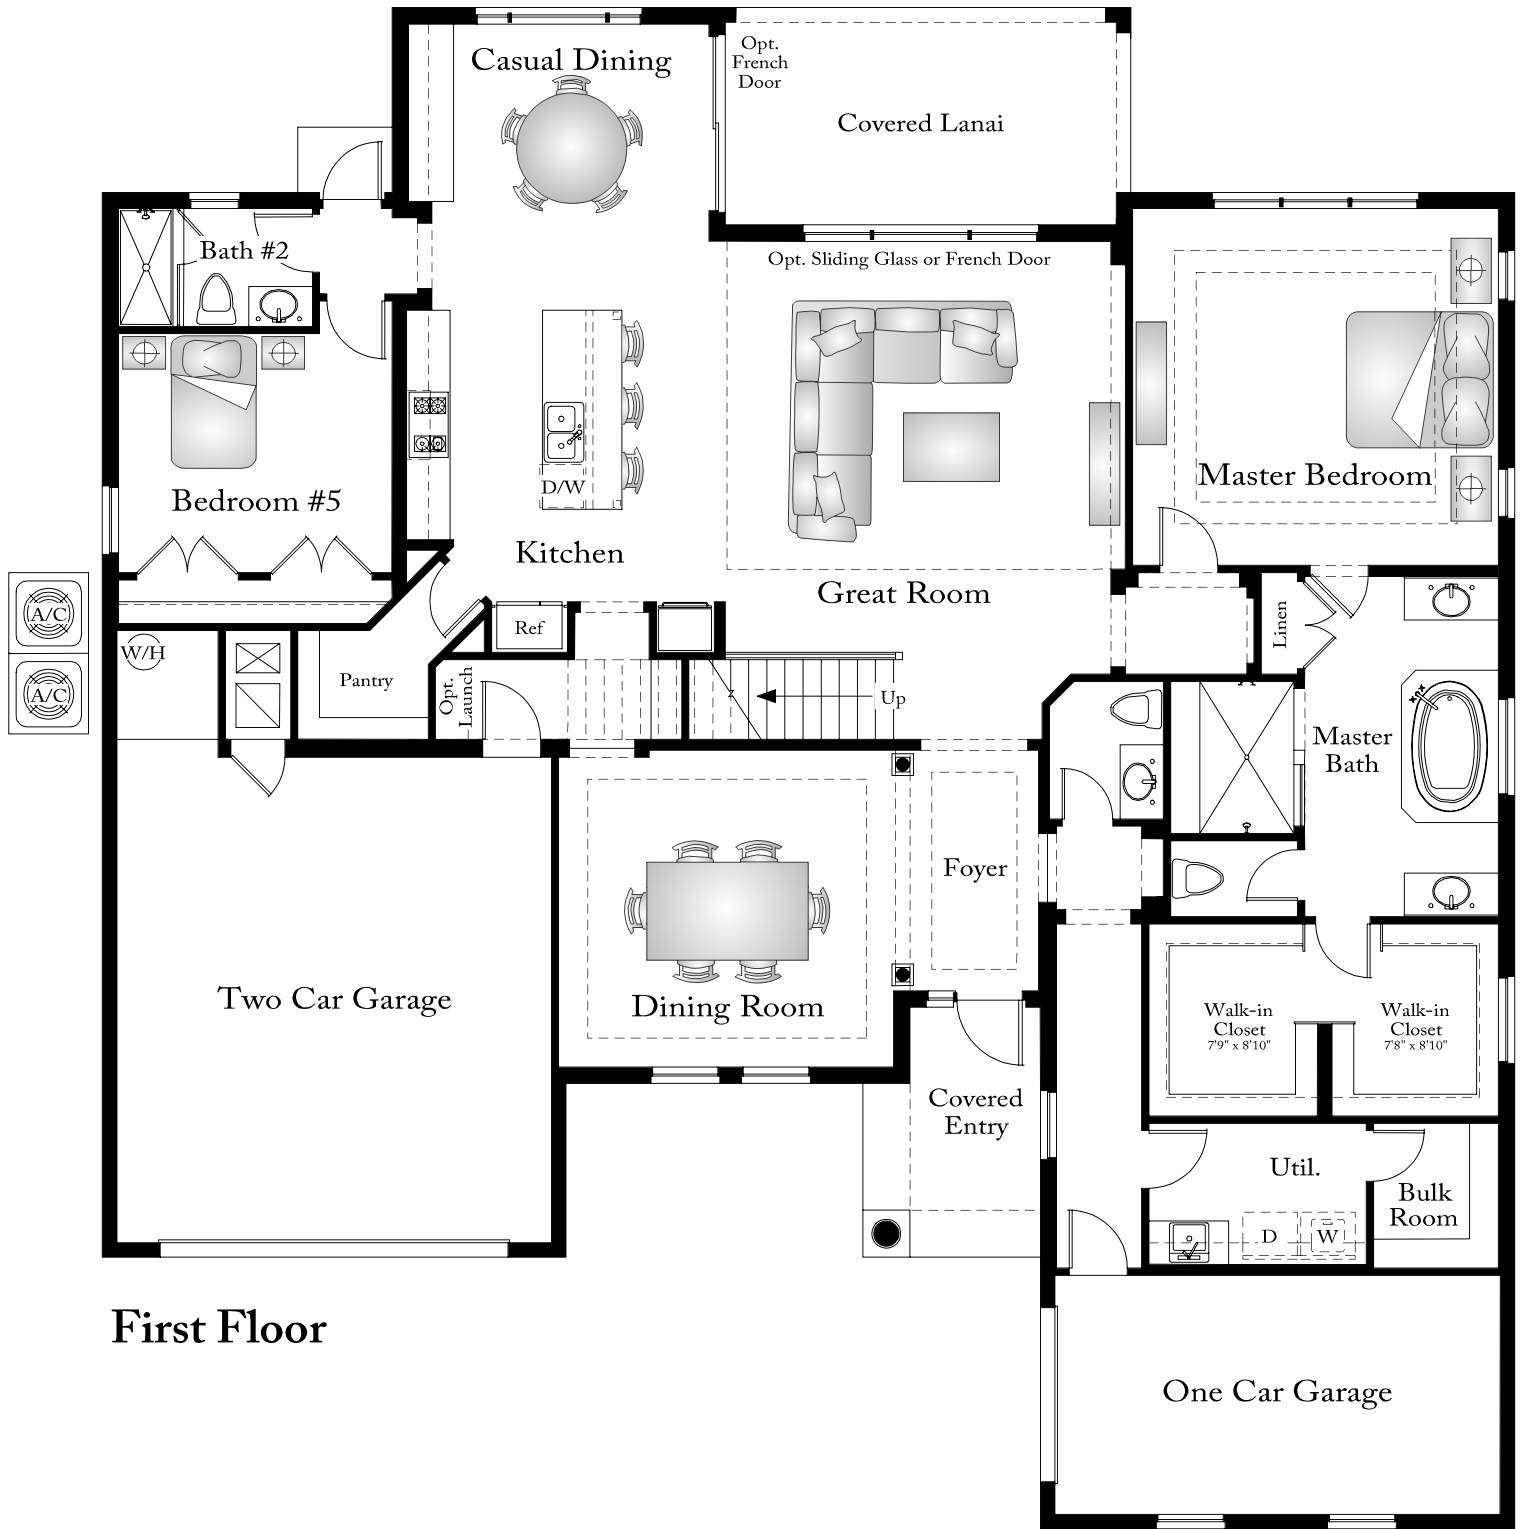 Casual Dining
Opt.
French
Door
Covered Lanai
Bath #2
Opt. Sliding Glass or French Door
Master Bedroom
D/W
Bedroom #5
Kitchen
Great Room
A/C
A/C
W/H
Ref
Linen
Pantry
Opt.
Launch
Z
Up
Master
Bath
Foyer
Two Car Garage
Dining Room
Walk-in
Closet
7'9" x 8'10"
Walk-in
Closet
7'8" x 8'10"
Covered
Entry
Util.
Bulk
Room
D
W
First Floor
One Car Garage